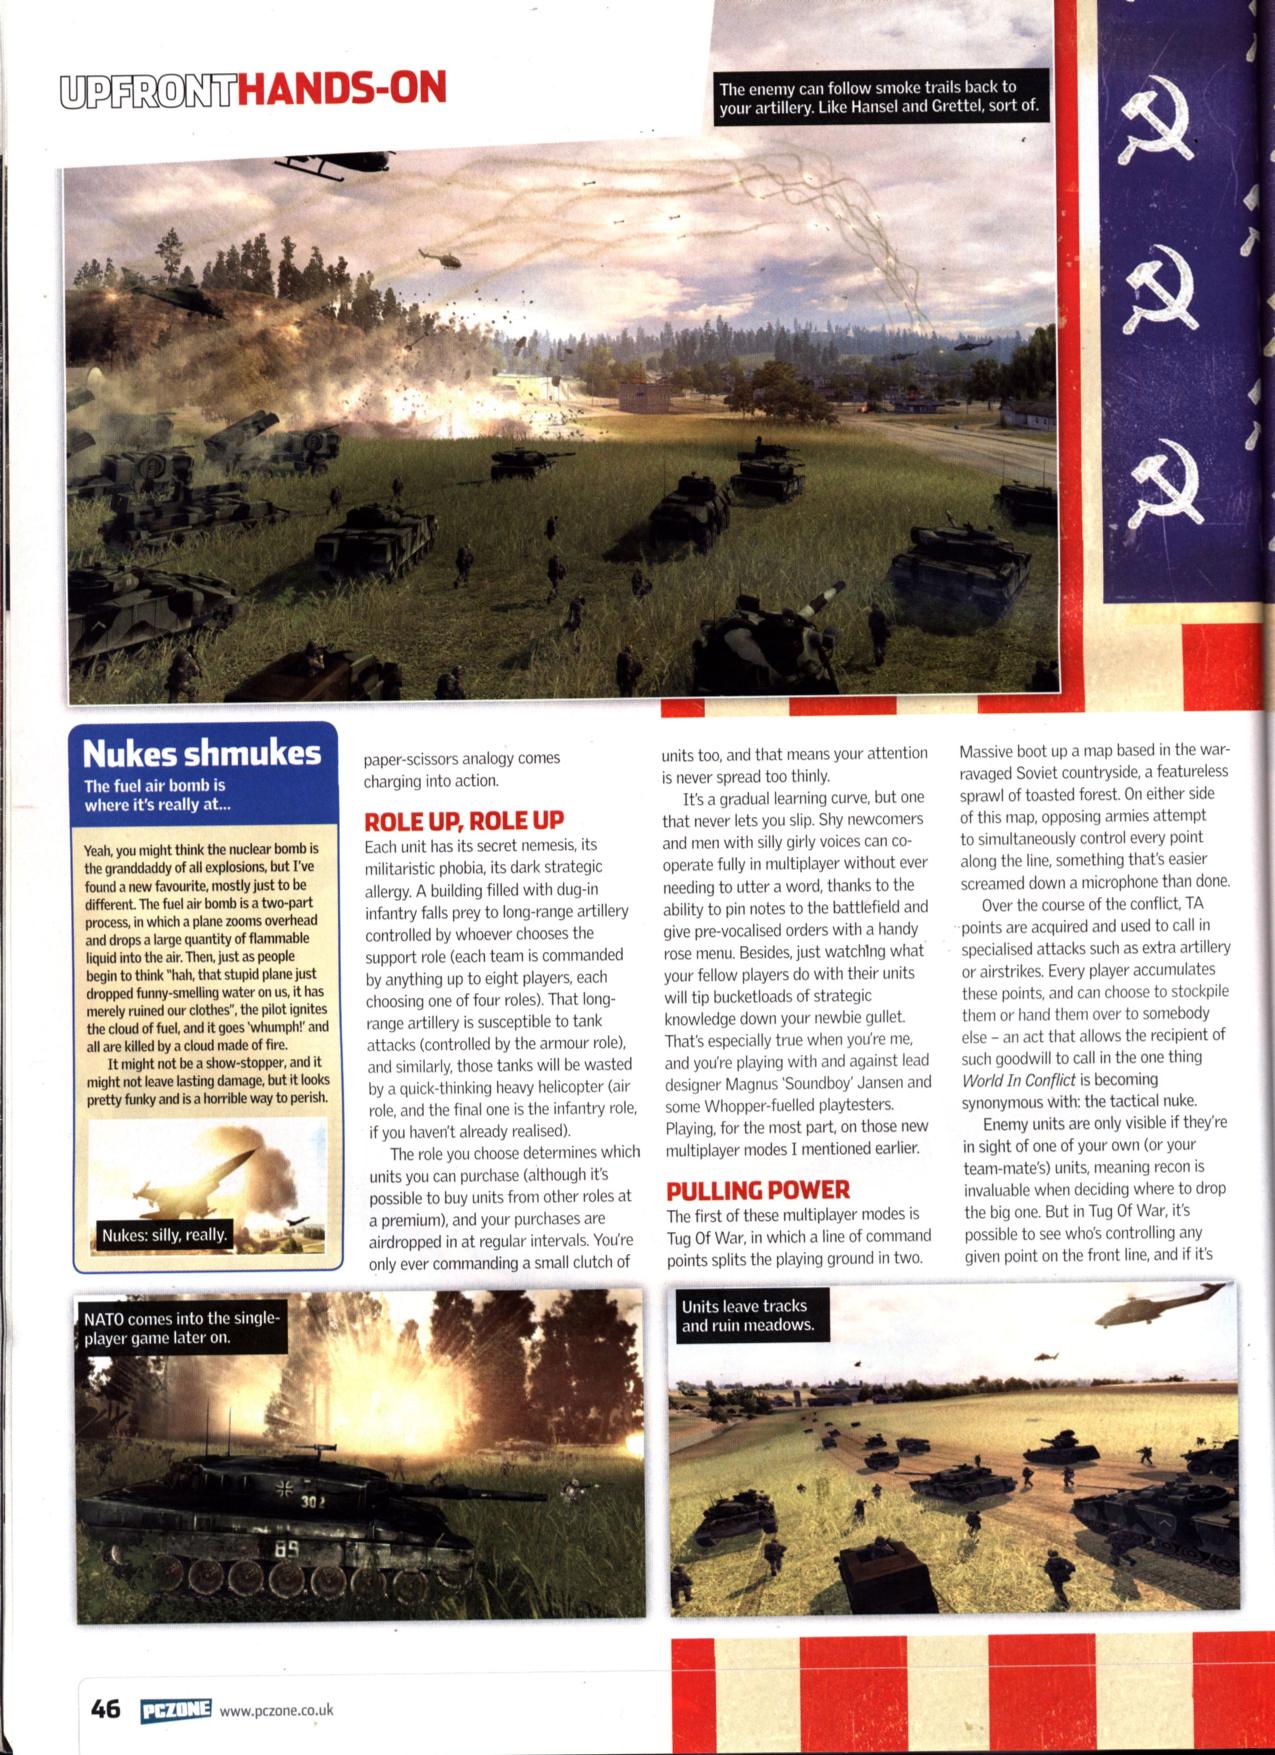 UPFRONTHANDS-ON
The enemy can follow smoke trails back to
your artillery. Like Hansel and Grettel, sort of.
Nukes shmukes
The fuel air bomb is
where it's really at...
Yeah, you might think the nuclear bomb is
the granddaddy of all explosions, but I've
found a new favourite, mostly just to be
different. The fuel air bomb is a two-part
process, in which a plane zooms overhead
and drops a large quantity of flammable
liquid into the air. Then, just as people
begin to think "hah, that stupid plane just
dropped funny-smelling water on us, it has
merely ruined our clothes", the pilot ignites
the cloud of fuel, and it goes 'whumph!' and
all are killed by a cloud made of fire.
It might not be a show-stopper, and it
might not leave lasting damage, but it looks
pretty funky and is a horrible way to perish.
Nukes: silly, really.
paper-scissors analogy comes
charging into action.
ROLE UP, ROLE UP
Each unit has its secret nemesis, its
militaristic phobia, its dark strategic
allergy. A building filled with dug-in
infantry falls prey to long-range artillery
controlled by whoever chooses the
support role (each team is commanded
by anything up to eight players, each
choosing one of four roles). That long-
range artillery is susceptible to tank
attacks (controlled by the armour role),
and similarly, those tanks will be wasted
by a quick-thinking heavy helicopter (air
role, and the final one is the infantry role,
if you haven't already realised).
The role you choose determines which
units you can purchase (although it's
possible to buy units from other roles at
a premium), and your purchases are
airdropped in at regular intervals. You're
only ever commanding a small clutch of
units too, and that means your attention
is never spread too thinly.
It's a gradual learning curve, but one
that never lets you slip. Shy newcomers
and men with silly girly voices can co-
operate fully in multiplayer without ever
needing to utter a word, thanks to the
ability to pin notes to the battlefield and
give pre-vocalised orders with a handy
rose menu. Besides, just watching what
your fellow players do with their units
will tip bucketloads of strategic
knowledge down your newbie gullet.
That's especially true when you're me,
and you're playing with and against lead
designer Magnus 'Soundboy' Jansen and
some Whopper-fuelled playtesters.
Playing, for the most part, on those new
multiplayer modes I mentioned earlier.
PULLING POWER
The first of these multiplayer modes is
Tug Of War, in which a line of command
points splits the playing ground in two.
Massive boot up a map based in the war-
ravaged Soviet countryside, a featureless
sprawl of toasted forest. On either side
of this map, opposing armies attempt
to simultaneously control every point
along the line, something that's easier
screamed down a microphone than done.
Over the course of the conflict, TA
points are acquired and used to call in
specialised attacks such as extra artillery
or airstrikes. Every player accumulates
these points, and can choose to stockpile
them or hand them over to somebody
else – an act that allows the recipient of
such goodwill to call in the one thing
World In Conflict is becoming
synonymous with: the tactical nuke.
Enemy units are only visible if they're
in sight of one of your own (or your
team-mate's) units, meaning recon is
invaluable when deciding where to drop
the big one. But in Tug Of War, it's
possible to see who's controlling any
given point on the front line, and if it's
NATO comes into the single-
player game later on.
302
89
Units leave tracks
and ruin meadows.
46 PCZONE www.pczone.co.uk